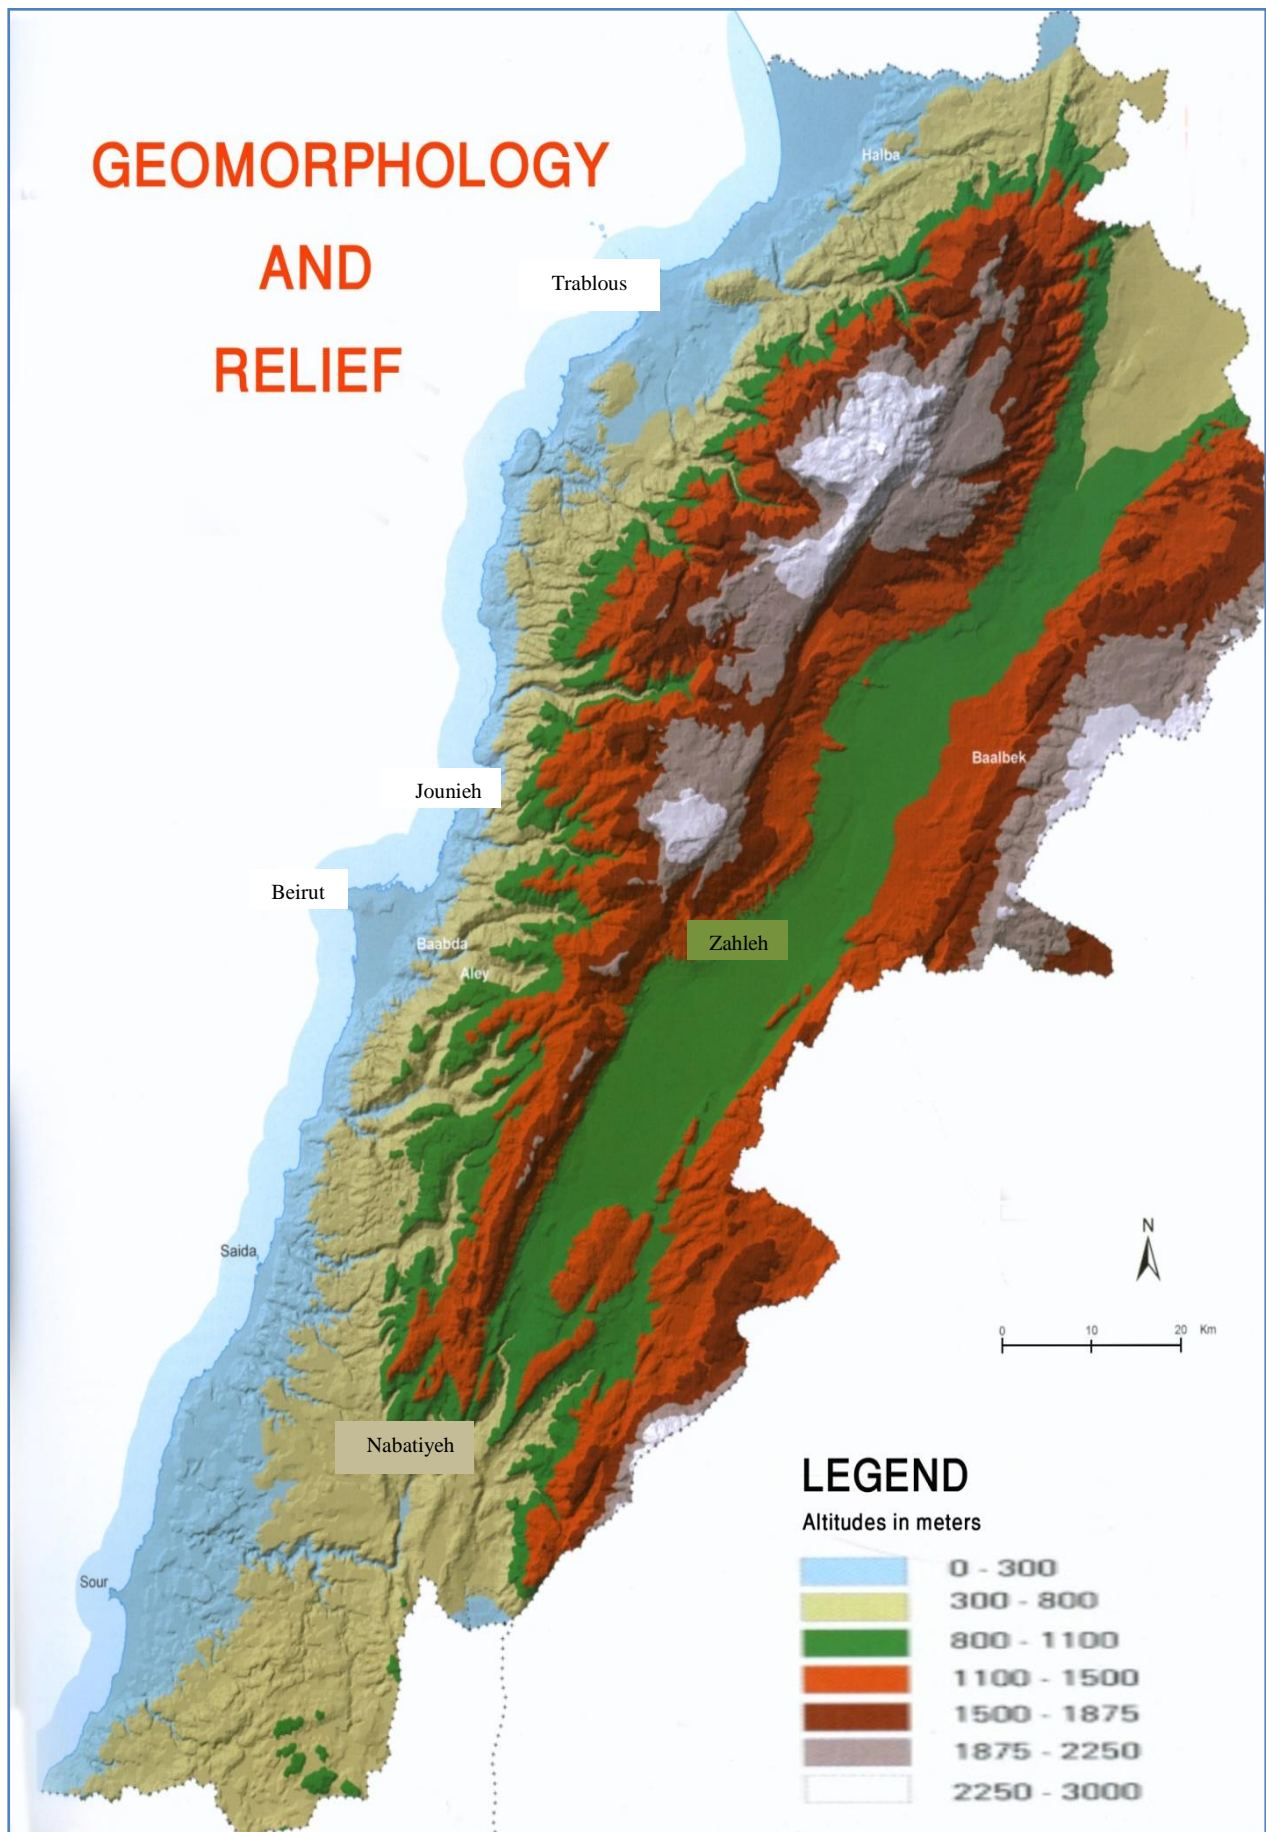 GEOMORPHOLOGY
AND
RELIEF
Halba
Trablous
Baalbek
Jounieh
Beirut
Zahleh
Baabda
Aley
Saida
N
0 10 20 Km
Nabatiyeh
Sour
LEGEND
Altitudes in meters
0 - 300
300 - 800
800 - 1100
1100 - 1500
1500 - 1875
1875 - 2250
2250 - 3000